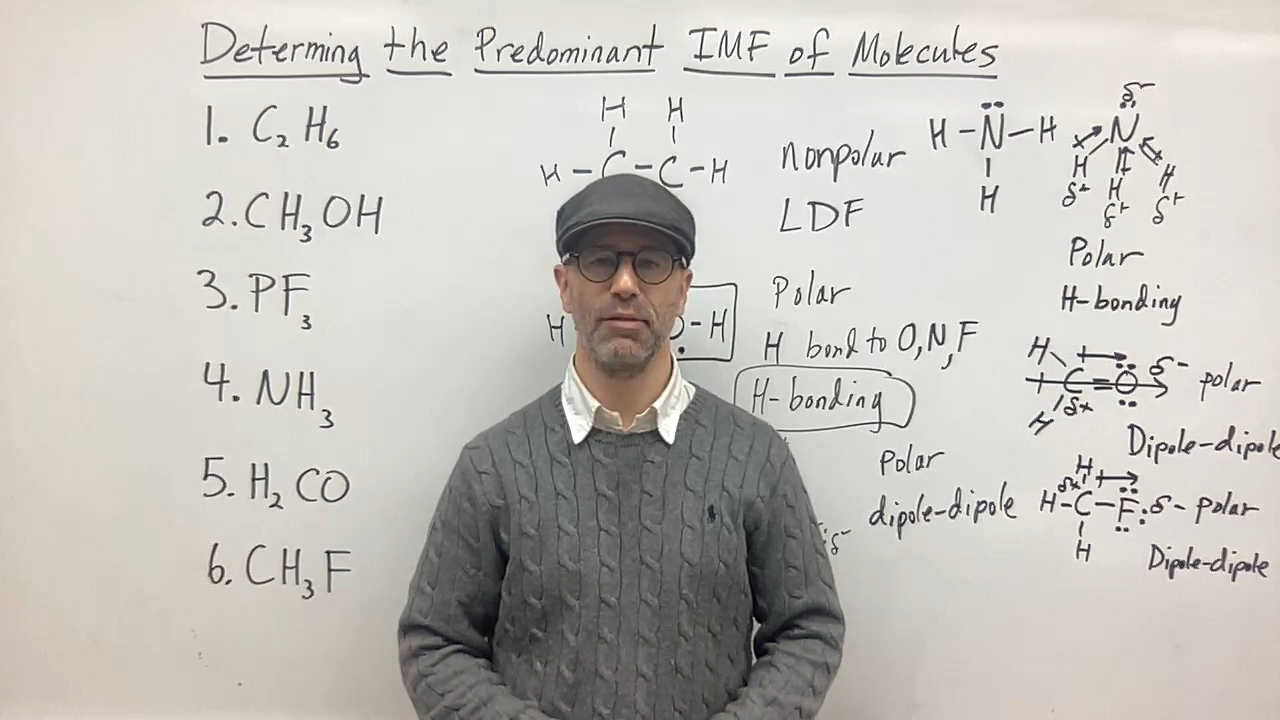 Determing the Predominant IMF of Molecules
1. C2H6
2. CH3OH
3. PF3
4. NH3
5. H2CO
6. CH3F
H H
H - C - C - H
nonpolar
LDF
H
O - H
Polar
H bond to O, N, F
H-bonding
Polar
dipole-dipole
δ-
H - N - H
H
δ-
N
H H H
δ+ δ+ δ+
Polar
H-bonding
H
C = O δ- polar
H δ+
Dipole-dipole
H
δ+
H - C - F δ- polar
H
Dipole-dipole